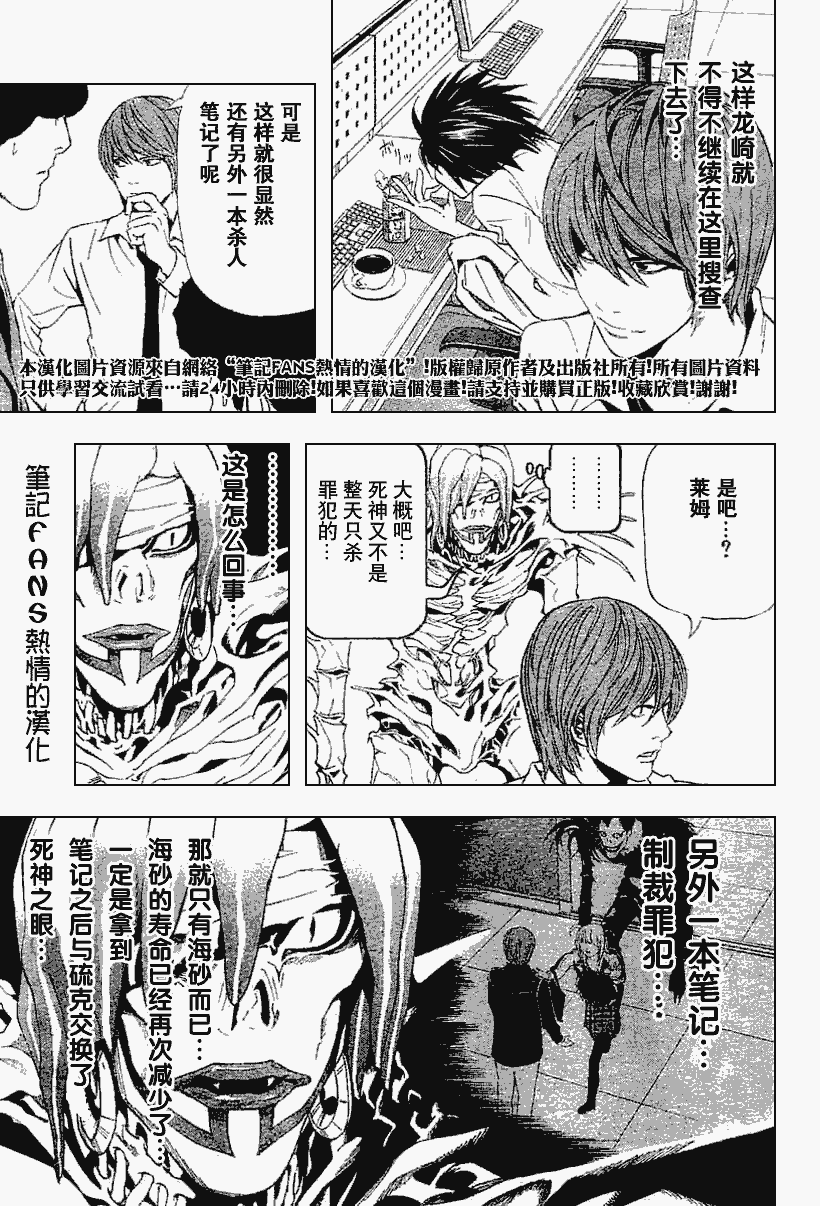 这样龙崎就
不得不继续在这里搜查
下去了…
可是
这样就很显然
还有另外一本杀人
笔记了呢
本漢化圖片資源來自網絡“筆記FANS熱情的漢化”!版權歸原作者及出版社所有!所有圖片資料
只供學習交流試看…請24小時內刪除!如果喜歡這個漫畫!請支持並購買正版!收藏欣賞!謝謝!
是吧…?
莱姆
……
……
大概吧…
死神又不是
整天只杀
罪犯的…
……………
这是怎么回事…
筆記FANS熱情的漢化
另外一本笔记…
制裁罪犯……
那就只有海砂而已…
海砂的寿命已经再次减少了…
一定是拿到
笔记之后与硫克交换了
死神之眼…